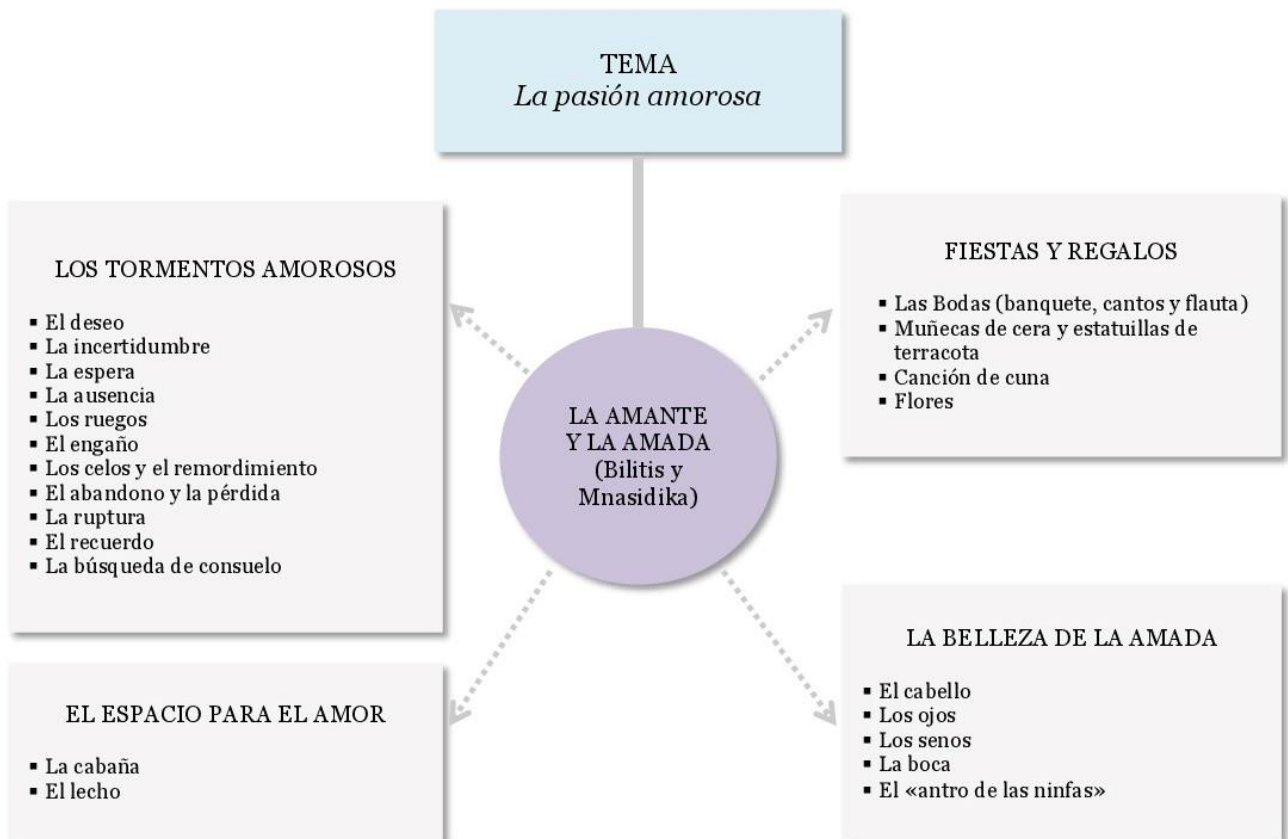 TEMA
La pasión amorosa
LOS TORMENTOS AMOROSOS
▪ El deseo
▪ La incertidumbre
▪ La espera
▪ La ausencia
▪ Los ruegos
▪ El engaño
▪ Los celos y el remordimiento
▪ El abandono y la pérdida
▪ La ruptura
▪ El recuerdo
▪ La búsqueda de consuelo
FIESTAS Y REGALOS
▪ Las Bodas (banquete, cantos y flauta)
▪ Muñecas de cera y estatuillas de
terracota
▪ Canción de cuna
▪ Flores
LA AMANTE
Y LA AMADA
(Bilitis y
Mnasidika)
EL ESPACIO PARA EL AMOR
▪ La cabaña
▪ El lecho
LA BELLEZA DE LA AMADA
▪ El cabello
▪ Los ojos
▪ Los senos
▪ La boca
▪ El «antro de las ninfas»